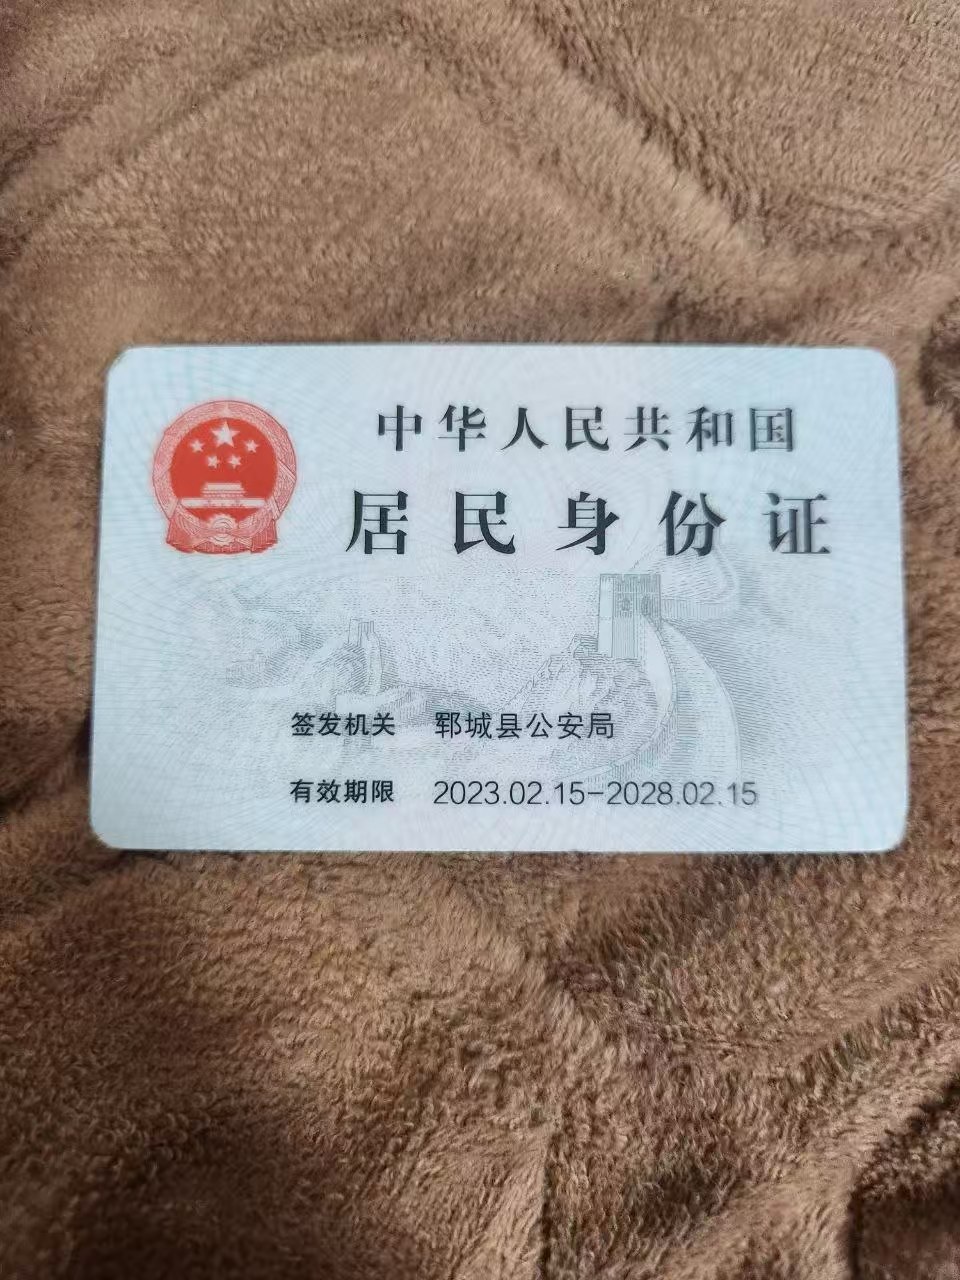 中华人民共和国
居民身份证
签发机关 郓城县公安局
有效期限 2023.02.15-2028.02.15